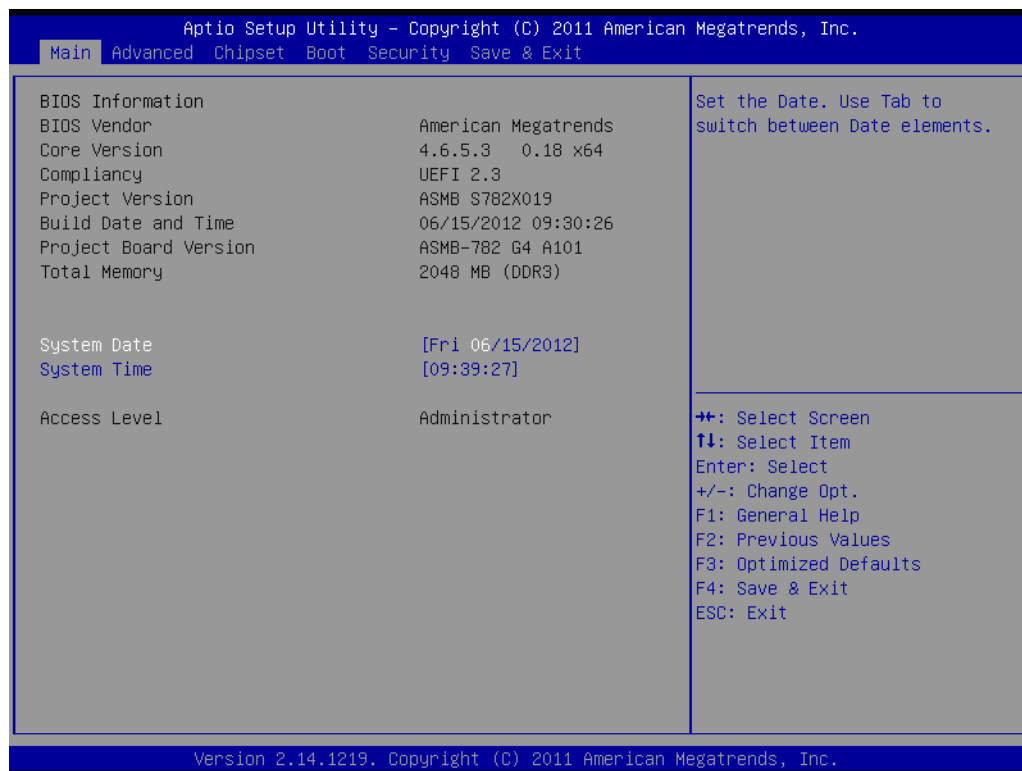 Aptio Setup Utility – Copyright (C) 2011 American Megatrends, Inc.
Main Advanced Chipset Boot Security Save & Exit
BIOS Information
BIOS Vendor American Megatrends
Core Version 4.6.5.3 0.18 x64
Compliancy UEFI 2.3
Project Version ASMB S782X019
Build Date and Time 06/15/2012 09:30:26
Project Board Version ASMB-782 G4 A101
Total Memory 2048 MB (DDR3)
System Date [Fri 06/15/2012]
System Time [09:39:27]
Access Level Administrator
Set the Date. Use Tab to
switch between Date elements.
→←: Select Screen
↑↓: Select Item
Enter: Select
+/-: Change Opt.
F1: General Help
F2: Previous Values
F3: Optimized Defaults
F4: Save & Exit
ESC: Exit
Version 2.14.1219. Copyright (C) 2011 American Megatrends, Inc.